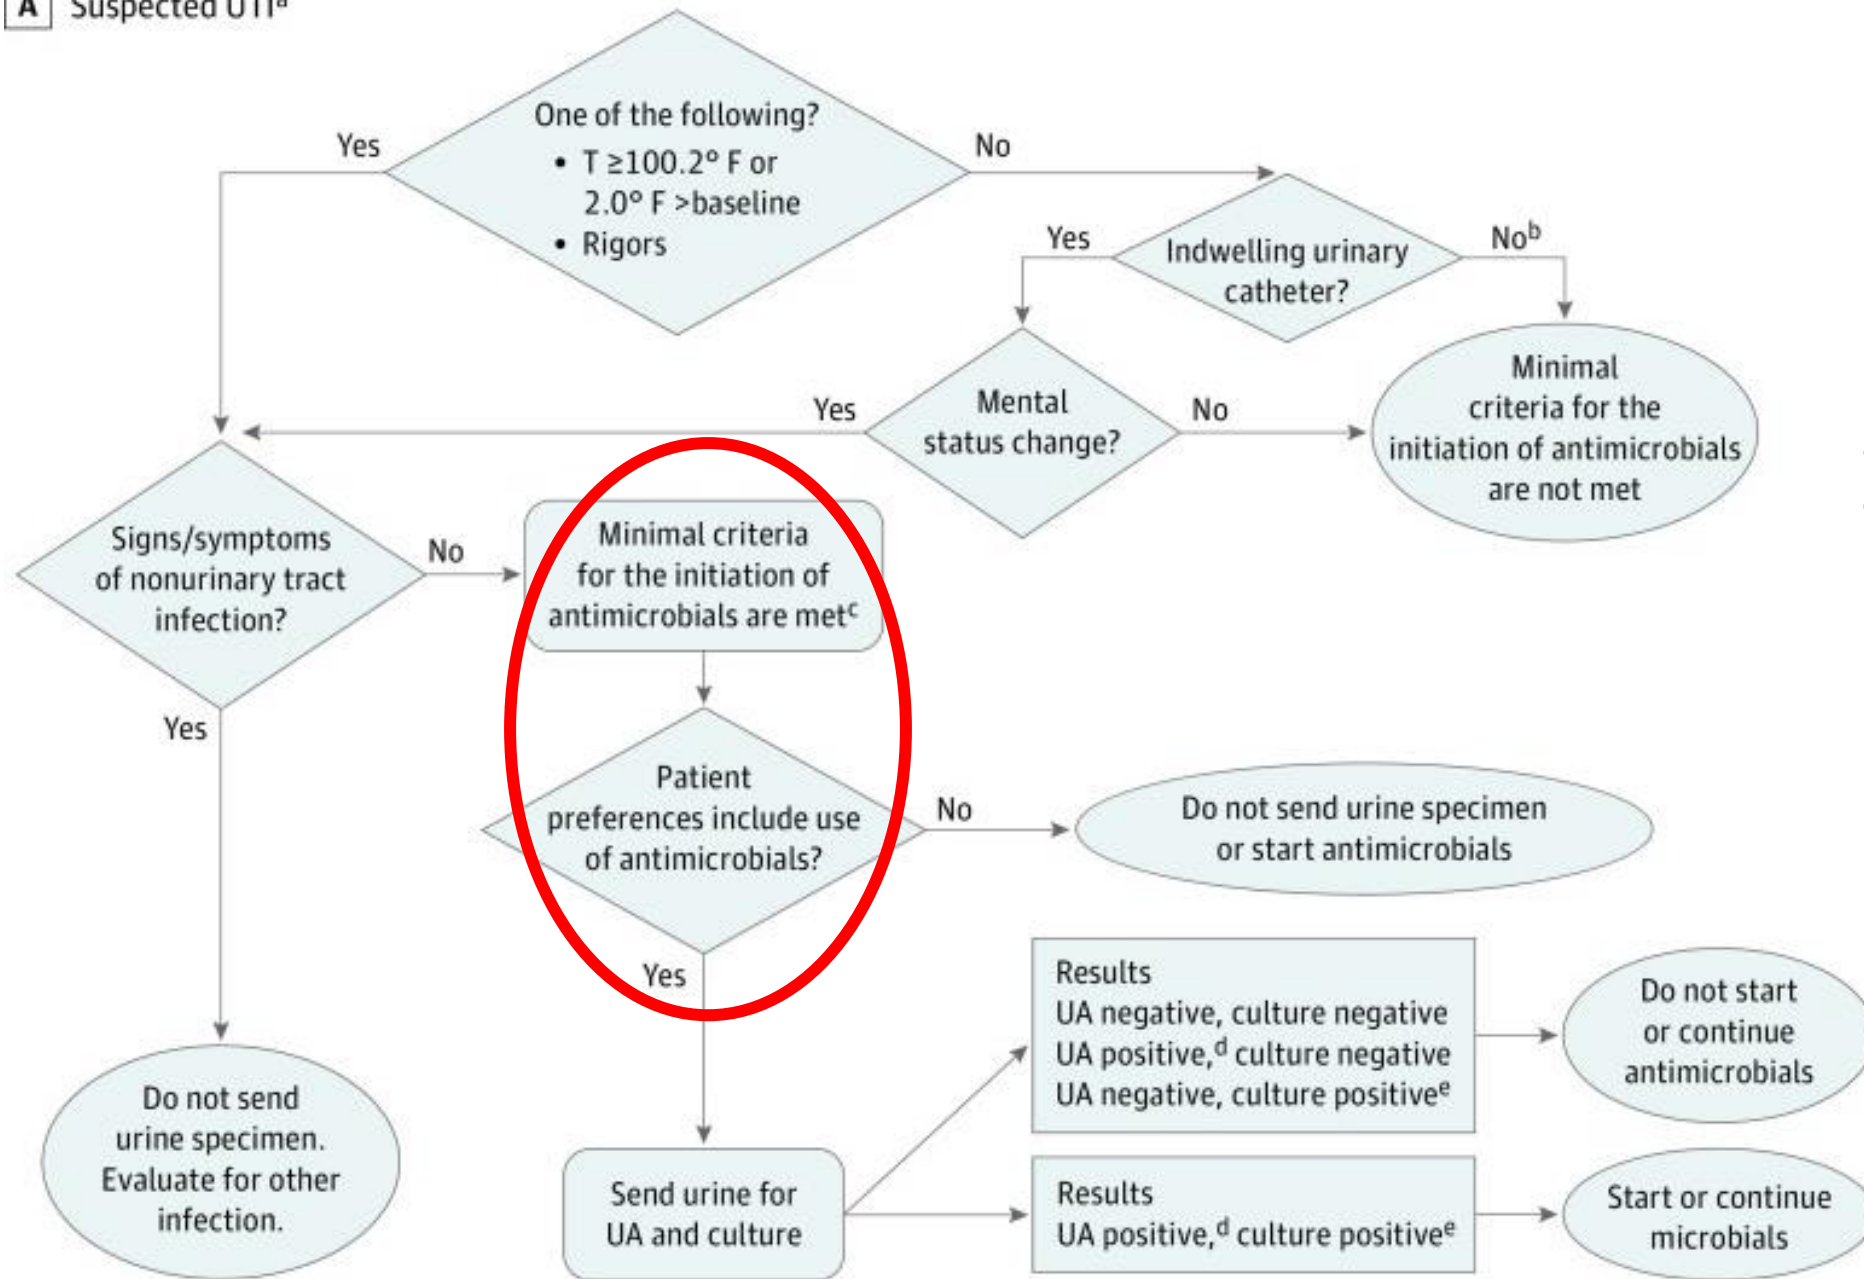 A Suspected UTIᵃ
One of the following?
• T ≥100.2° F or
2.0° F >baseline
• Rigors
Yes
No
Indwelling urinary
catheter?
Yes
Noᵇ
Mental
status change?
Yes
No
Minimal
criteria for the
initiation of antimicrobials
are not met
Signs/symptoms
of nonurinary tract
infection?
No
Yes
Minimal criteria
for the initiation of
antimicrobials are metᶜ
Patient
preferences include use
of antimicrobials?
No
Do not send urine specimen
or start antimicrobials
Yes
Do not send
urine specimen.
Evaluate for other
infection.
Send urine for
UA and culture
Results
UA negative, culture negative
UA positive,ᵈ culture negative
UA negative, culture positiveᵉ
Do not start
or continue
antimicrobials
Results
UA positive,ᵈ culture positiveᵉ
Start or continue
microbials